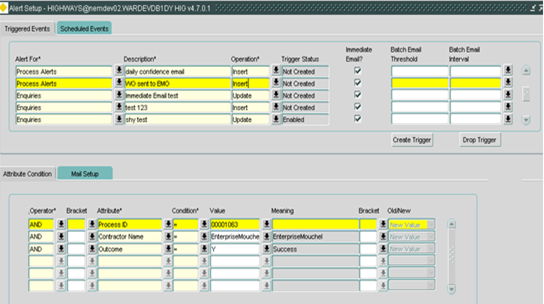 Alert Setup - HIGHWAYS@nemdev02.WARDEVDB1DY HIG v4.7.0.1
Triggered Events Scheduled Events
Immediate Batch Email Batch Email
Alert For* Description* Operation* Trigger Status Email? Threshold Interval
Process Alerts daily confidence email Insert Not Created
Process Alerts WO sent to EMO Insert Not Created
Enquiries Immediate Email test Update Not Created
Enquiries test 123 Insert Not Created
Enquiries shy test Update Enabled
Create Trigger Drop Trigger
Attribute Condition Mail Setup
Operator* Bracket Attribute* Condition* Value Meaning Bracket Old/New
AND Process ID = 00001063 New Value
AND Contractor Name = EnterpriseMouche EnterpriseMouchel New Value
AND Outcome = Y Success New Value